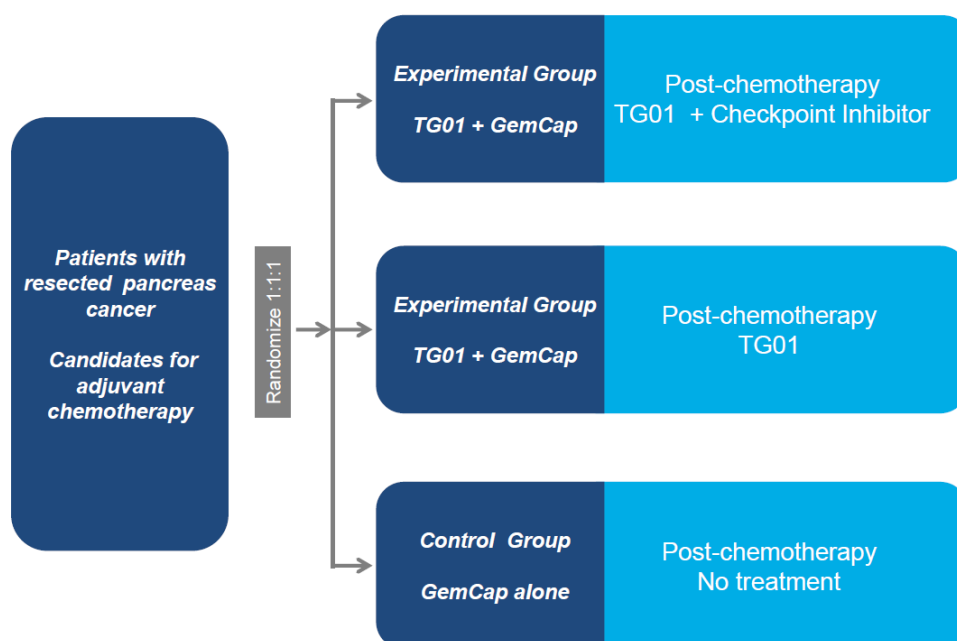 Patients with
resected pancreas
cancer
Candidates for
adjuvant
chemotherapy
Randomize 1:1:1
Experimental Group
TG01 + GemCap
Post-chemotherapy
TG01 + Checkpoint Inhibitor
Experimental Group
TG01 + GemCap
Post-chemotherapy
TG01
Control Group
GemCap alone
Post-chemotherapy
No treatment